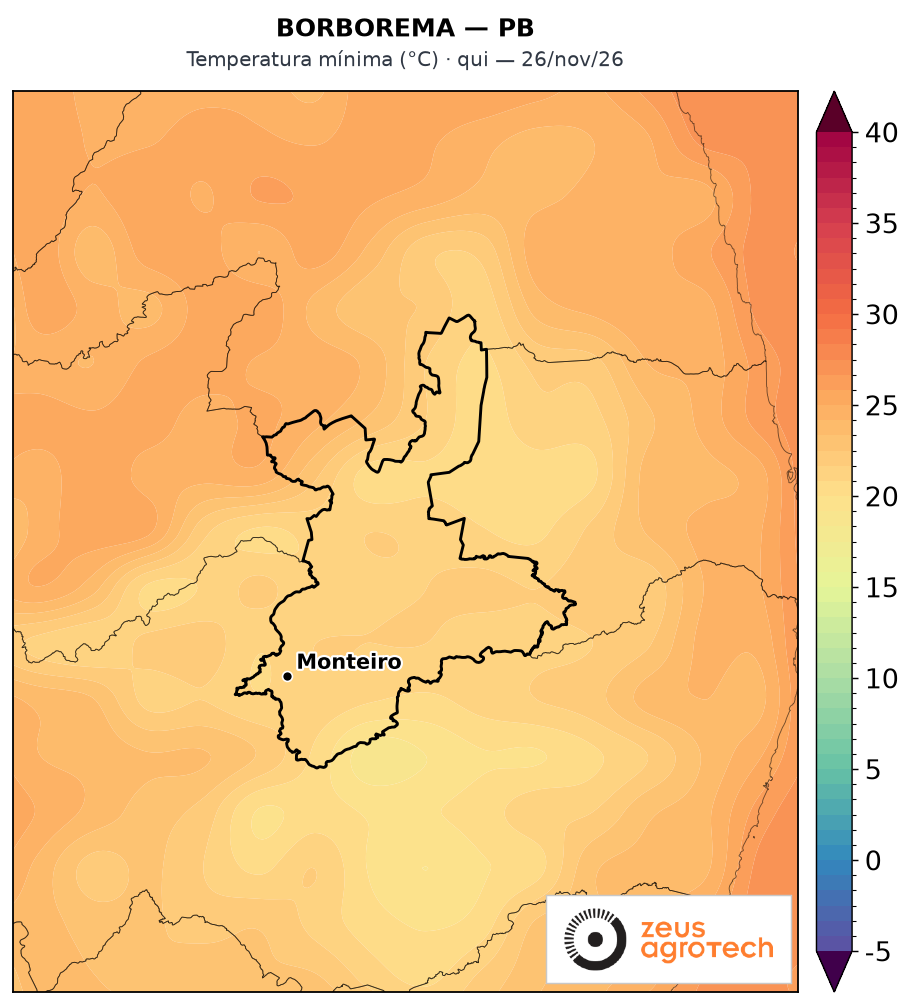 BORBOREMA — PB
Temperatura mínima (°C) · qui — 26/nov/26
40
35
30
25
20
15
10
5
0
-5
Monteiro
zeus
agrotech